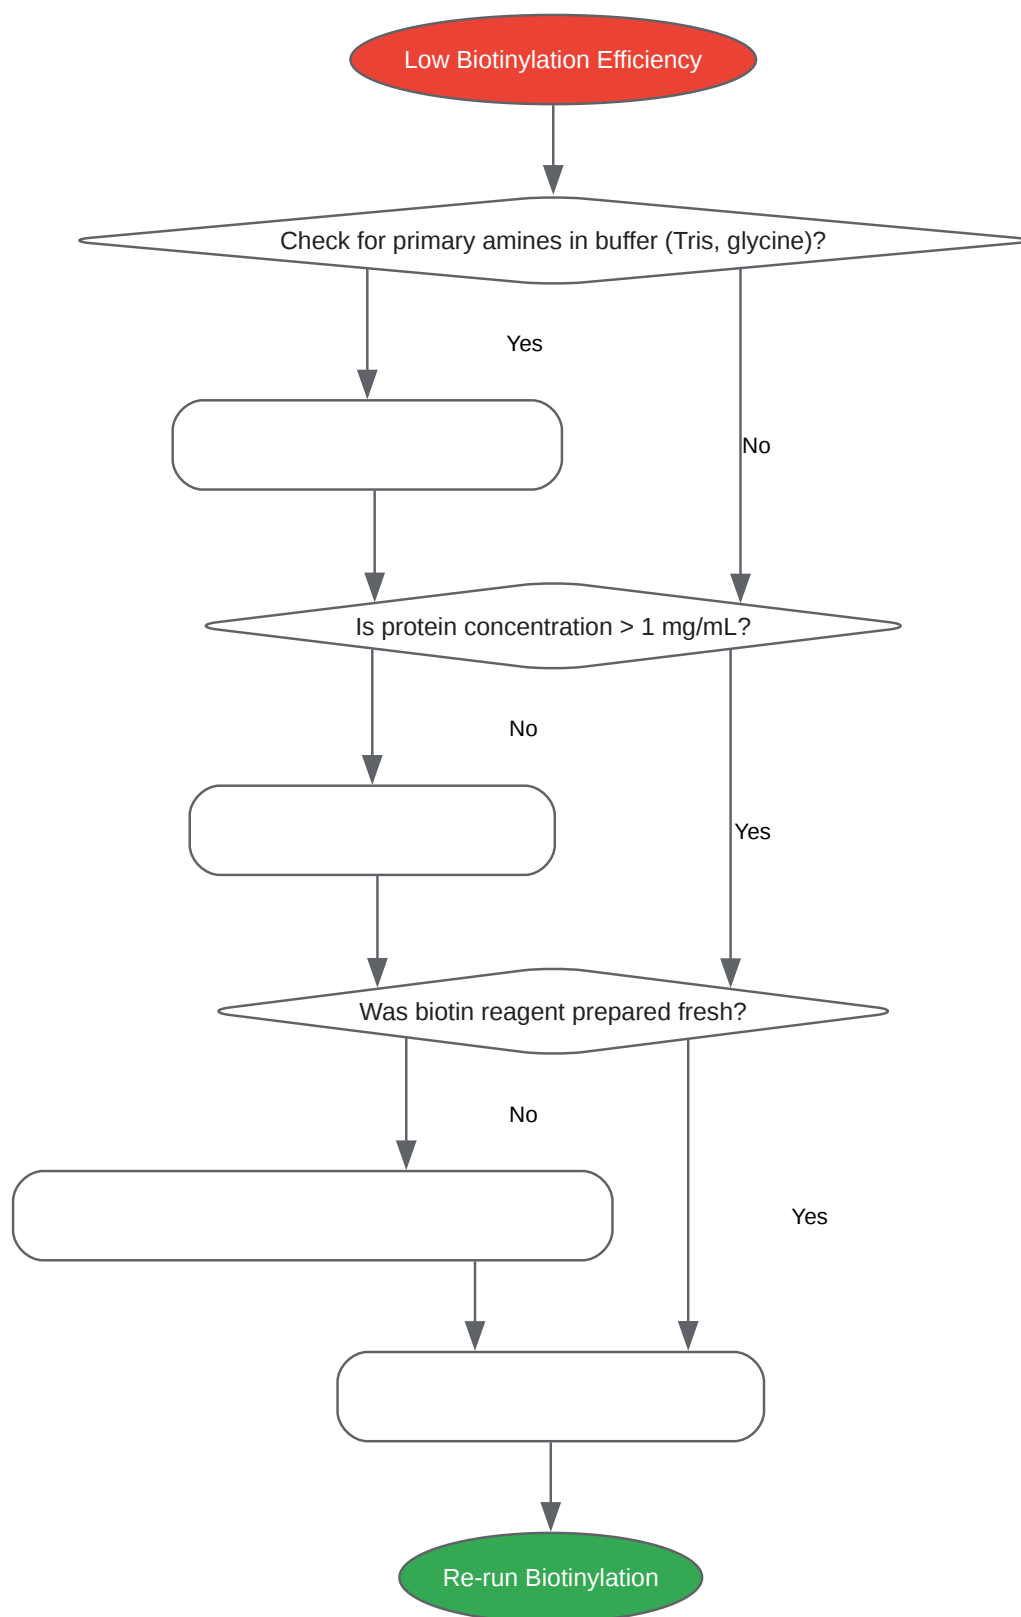 Low Biotinylation Efficiency
Check for primary amines in buffer (Tris, glycine)?
Yes
No
Is protein concentration > 1 mg/mL?
No
Yes
Was biotin reagent prepared fresh?
No
Yes
Re-run Biotinylation